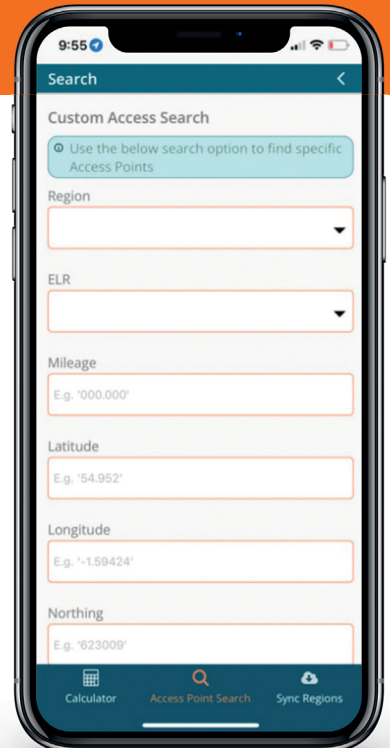 9:55
Search
Custom Access Search
Use the below search option to find specific
Access Points
Region
ELR
Mileage
E.g. '000.000'
Latitude
E.g. '54.952'
Longitude
E.g. '-1.59424'
Northing
E.g. '623009'
Calculator
Access Point Search
Sync Regions